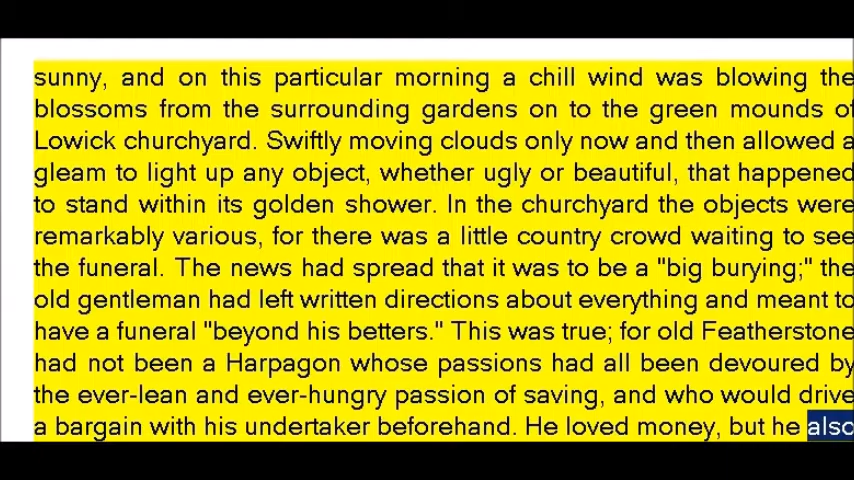 sunny, and on this particular morning a chill wind was blowing the
blossoms from the surrounding gardens on to the green mounds of
Lowick churchyard. Swiftly moving clouds only now and then allowed a
gleam to light up any object, whether ugly or beautiful, that happened
to stand within its golden shower. In the churchyard the objects were
remarkably various, for there was a little country crowd waiting to see
the funeral. The news had spread that it was to be a "big burying;" the
old gentleman had left written directions about everything and meant to
have a funeral "beyond his betters." This was true; for old Featherstone
had not been a Harpagon whose passions had all been devoured by
the ever-lean and ever-hungry passion of saving, and who would drive
a bargain with his undertaker beforehand. He loved money, but he also